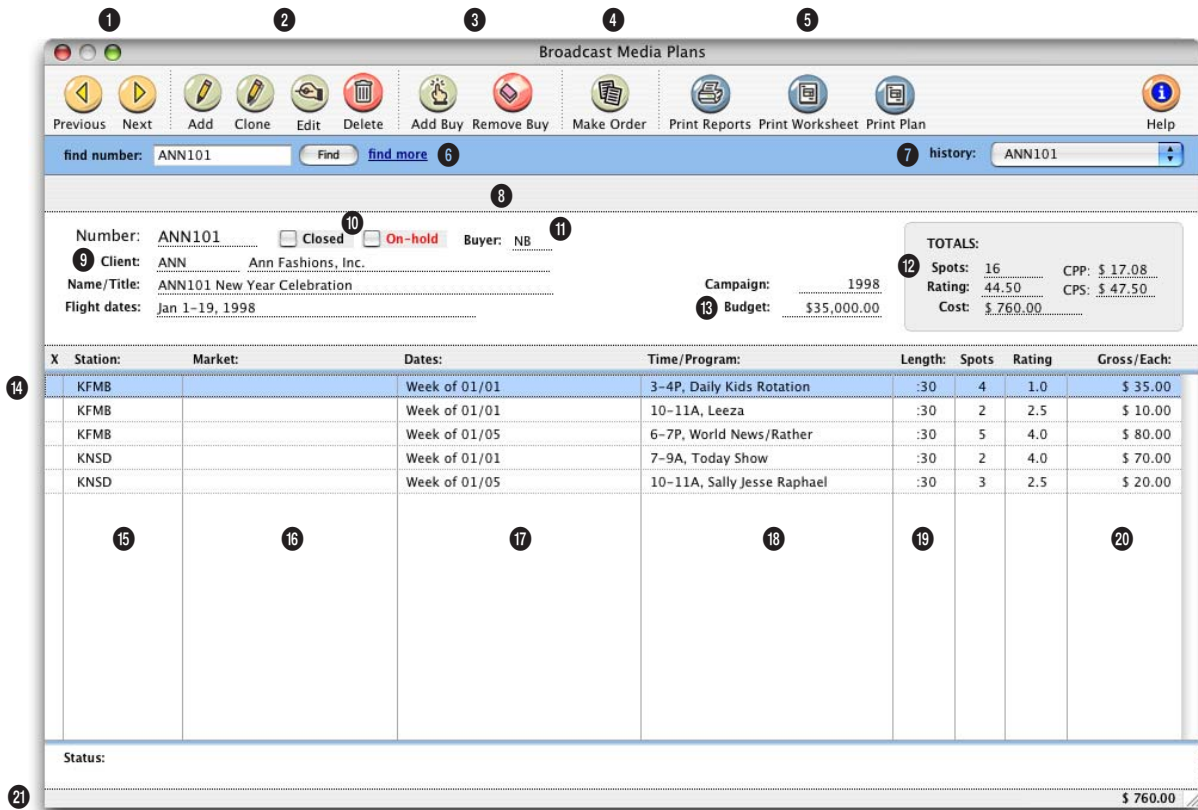 1 2 3 4 5
Broadcast Media Plans
Previous Next Add Clone Edit Delete Add Buy Remove Buy Make Order Print Reports Print Worksheet Print Plan Help
find number: ANN101 Find find more 6 7 history: ANN101
8
Number: ANN101 Closed 10 On-hold Buyer: NB 11
9 Client: ANN Ann Fashions, Inc.
Name/Title: ANN101 New Year Celebration
Flight dates: Jan 1-19, 1998
Campaign: 1998
13 Budget: $35,000.00
TOTALS:
12 Spots: 16 CPP: $ 17.08
Rating: 44.50 CPS: $ 47.50
Cost: $ 760.00
X Station: Market: Dates: Time/Program: Length: Spots Rating Gross/Each:
14 KFMB Week of 01/01 3-4P, Daily Kids Rotation :30 4 1.0 $ 35.00
KFMB Week of 01/01 10-11A, Leeza :30 2 2.5 $ 10.00
KFMB Week of 01/05 6-7P, World News/Rather :30 5 4.0 $ 80.00
KNSD Week of 01/01 7-9A, Today Show :30 2 4.0 $ 70.00
KNSD Week of 01/05 10-11A, Sally Jesse Raphael :30 3 2.5 $ 20.00
15 16 17 18 19 20
Status:
21 $ 760.00